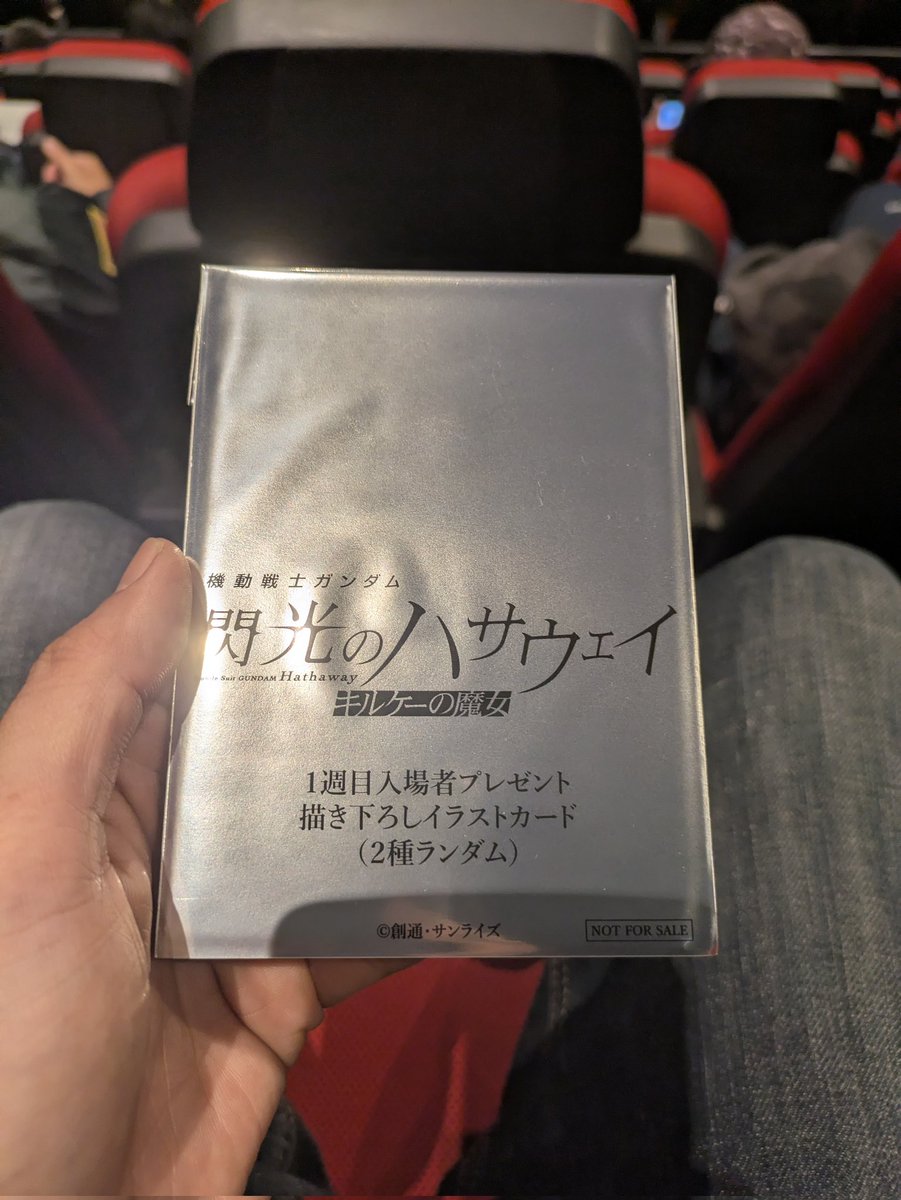 機動戦士ガンダム
閃光のハサウェイ
Suit GUNDAM Hathaway
キルケーの魔女
1週目入場者プレゼント
描き下ろしイラストカード
(2種ランダム)
©創通・サンライズ
NOT FOR SALE